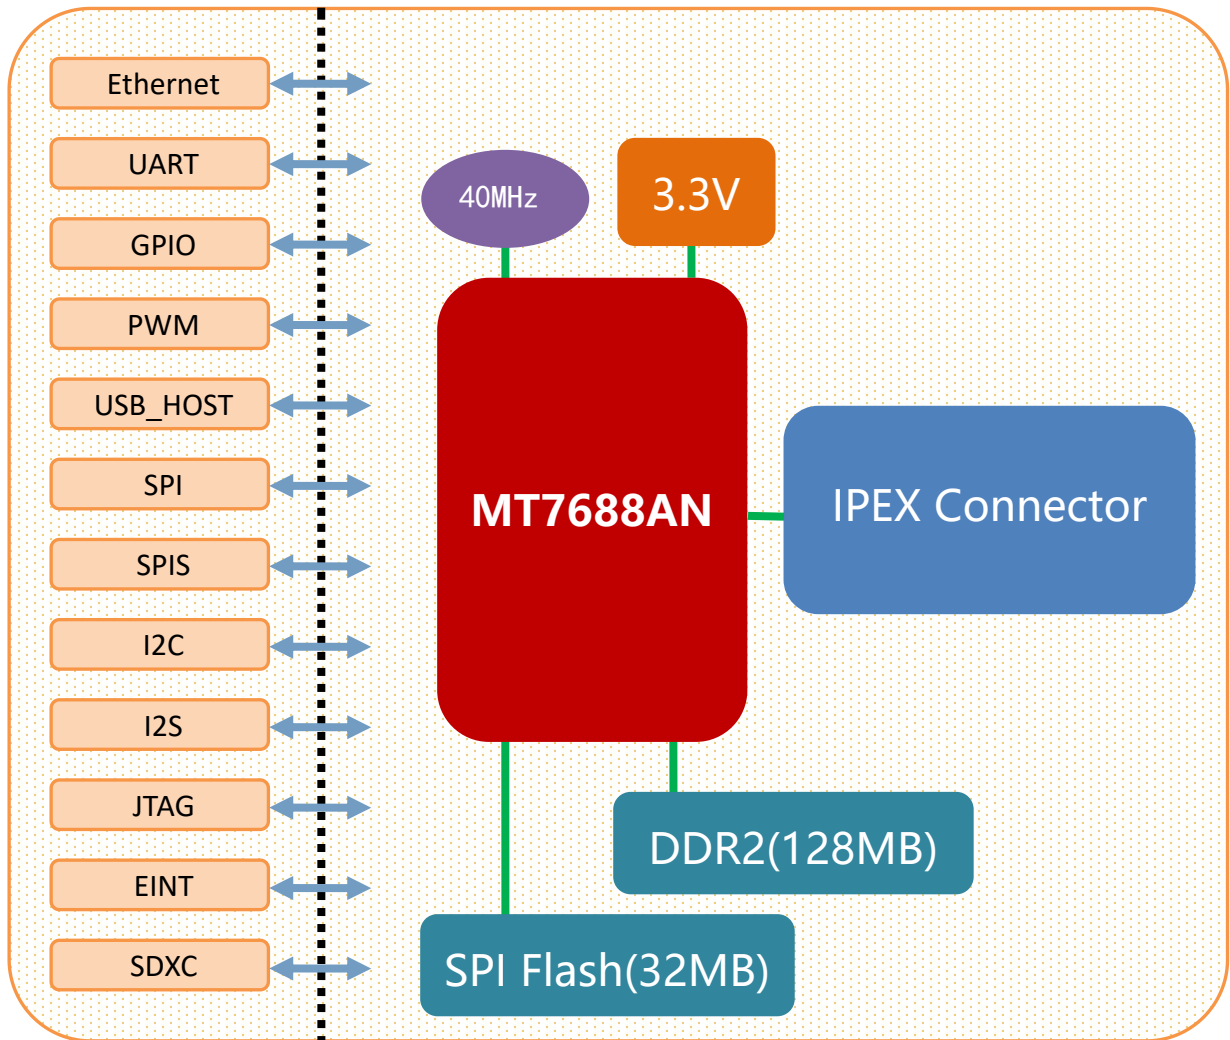 Ethernet
UART
GPIO
PWM
USB_HOST
SPI
SPIS
I2C
I2S
JTAG
EINT
SDXC
40MHz
3.3V
MT7688AN
IPEX Connector
DDR2(128MB)
SPI Flash(32MB)